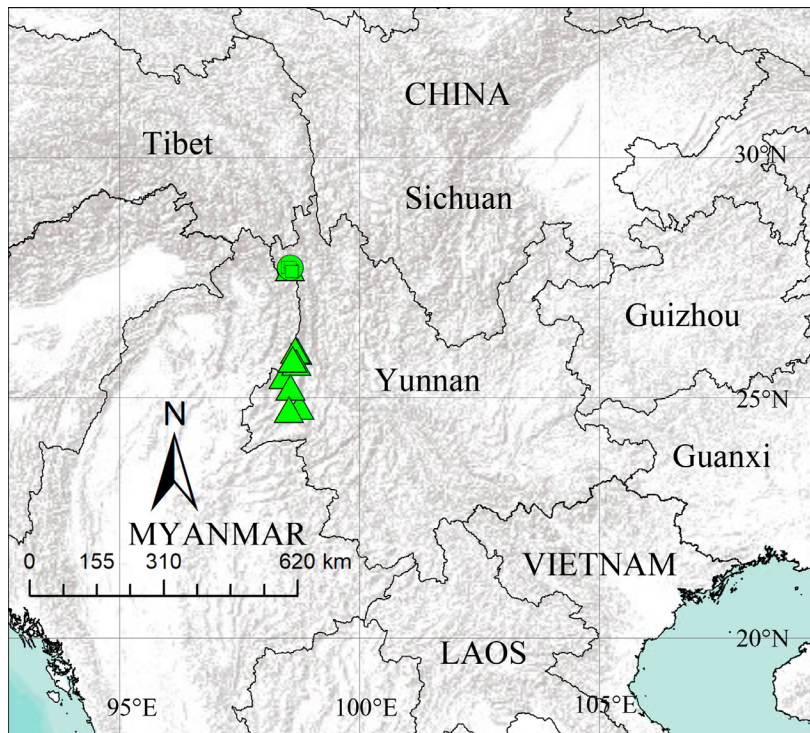 CHINA
Tibet
30°N
Sichuan
Guizhou
Yunnan
25°N
N
Guanxi
MYANMAR
0 155 310 620 km
VIETNAM
20°N
LAOS
95°E 100°E 105°E